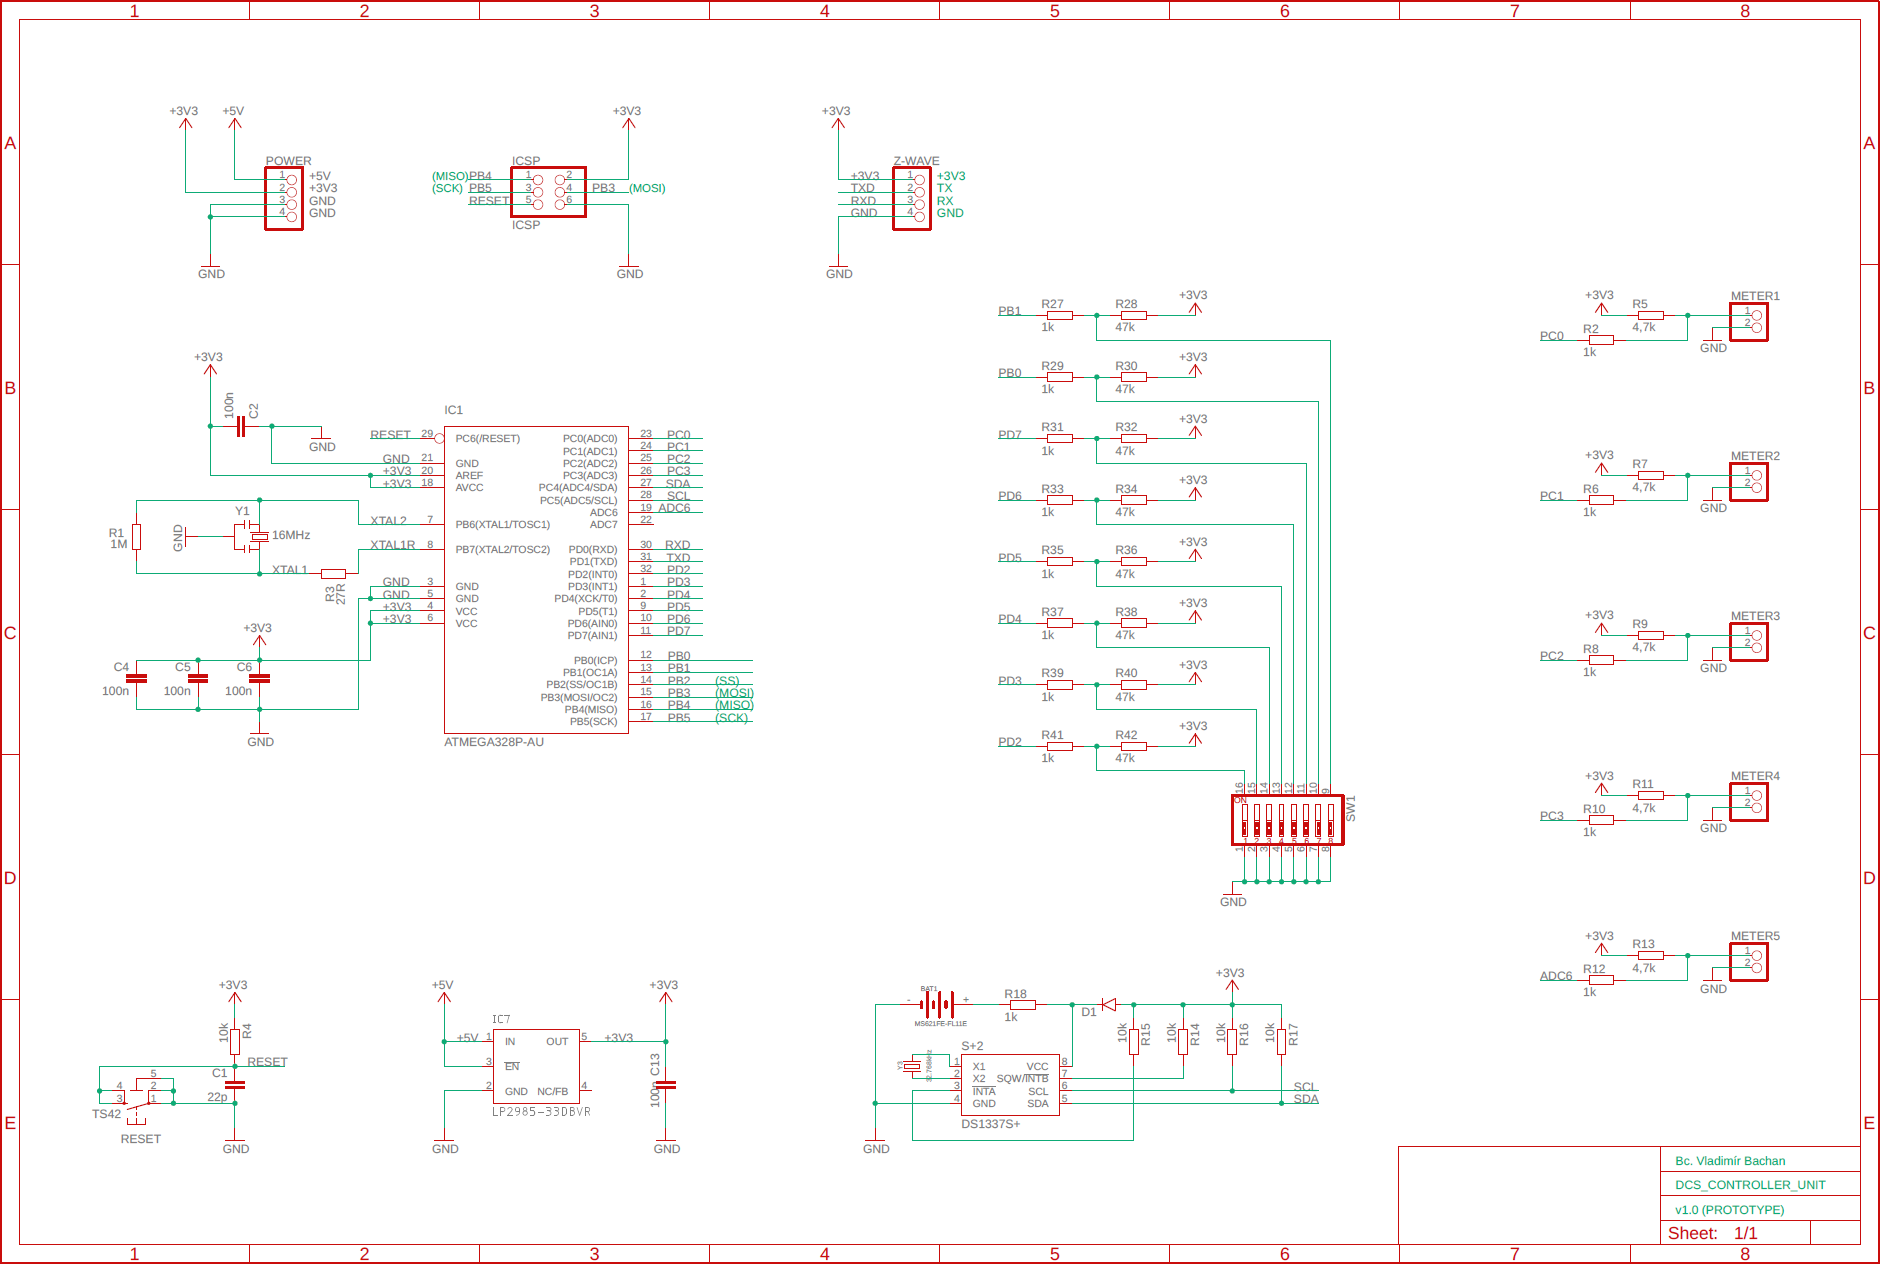 1 2 3 4 5 6 7 8
A A
B B
C C
D D
E E
+3V3 +5V
POWER
1 +5V
2 +3V3
3 GND
4 GND
GND
+3V3
ICSP
(MISO) PB4 1 2
(SCK) PB5 3 4 PB3 (MOSI)
RESET 5 6
ICSP
GND
+3V3
Z-WAVE
+3V3 1 +3V3
TXD 2 TX
RXD 3 RX
GND 4 GND
GND
+3V3
100n C2
GND
IC1
RESET 29 PC6(/RESET)
GND 21 GND
+3V3 20 AREF
+3V3 18 AVCC
XTAL2 7 PB6(XTAL1/TOSC1)
XTAL1R 8 PB7(XTAL2/TOSC2)
GND 3 GND
GND 5 GND
+3V3 4 VCC
+3V3 6 VCC
PC0(ADC0) 23 PC0
PC1(ADC1) 24 PC1
PC2(ADC2) 25 PC2
PC3(ADC3) 26 PC3
PC4(ADC4/SDA) 27 SDA
PC5(ADC5/SCL) 28 SCL
ADC6 19 ADC6
ADC7 22
PD0(RXD) 30 RXD
PD1(TXD) 31 TXD
PD2(INT0) 32 PD2
PD3(INT1) 1 PD3
PD4(XCK/T0) 2 PD4
PD5(T1) 9 PD5
PD6(AIN0) 10 PD6
PD7(AIN1) 11 PD7
PB0(ICP) 12 PB0
PB1(OC1A) 13 PB1
PB2(SS/OC1B) 14 PB2 (SS)
PB3(MOSI/OC2) 15 PB3 (MOSI)
PB4(MISO) 16 PB4 (MISO)
PB5(SCK) 17 PB5 (SCK)
ATMEGA328P-AU
R1
1M
GND
Y1
16MHz
XTAL1
R3
27R
+3V3
C4 C5 C6
100n 100n 100n
GND
PB1 R27 R28 +3V3
1k 47k
PB0 R29 R30 +3V3
1k 47k
PD7 R31 R32 +3V3
1k 47k
PD6 R33 R34 +3V3
1k 47k
PD5 R35 R36 +3V3
1k 47k
PD4 R37 R38 +3V3
1k 47k
PD3 R39 R40 +3V3
1k 47k
PD2 R41 R42 +3V3
1k 47k
16 15 14 13 12 11 10 9
ON
SW1
1 2 3 4 5 6 7 8
1 2 3 4 5 6 7 8
GND
+3V3 R5 METER1
4,7k 1
PC0 R2 2
1k GND
+3V3 R7 METER2
4,7k 1
PC1 R6 2
1k GND
+3V3 R9 METER3
4,7k 1
PC2 R8 2
1k GND
+3V3 R11 METER4
4,7k 1
PC3 R10 2
1k GND
+3V3 R13 METER5
4,7k 1
ADC6 R12 2
1k GND
+3V3
10k R4
RESET
C1
22p
5
4 2
3 1
TS42
RESET
GND
+5V
IC7
+5V 1 IN OUT 5 +3V3
3 EN
2 GND NC/FB 4
LP2985-33DBVR
GND
+3V3
C13
100n
GND
BAT1
- +
MS621FE-FL11E
R18
1k
D1
+3V3
10k R15
10k R14
10k R16
10k R17
Y3
32.768kHz
S+2
1 X1 VCC 8
2 X2 SQW/INTB 7
3 INTA SCL 6 SCL
4 GND SDA 5 SDA
DS1337S+
GND
Bc. Vladimír Bachan
DCS_CONTROLLER_UNIT
v1.0 (PROTOTYPE)
Sheet: 1/1
1 2 3 4 5 6 7 8